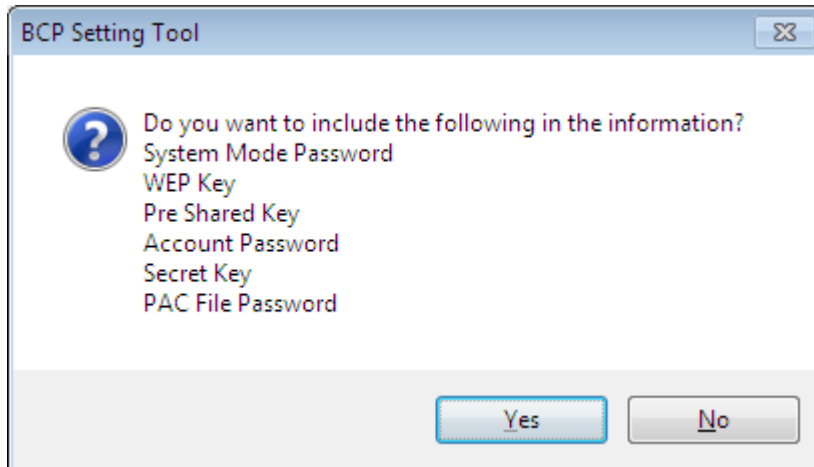 BCP Setting Tool
Do you want to include the following in the information?
System Mode Password
WEP Key
Pre Shared Key
Account Password
Secret Key
PAC File Password
Yes
No